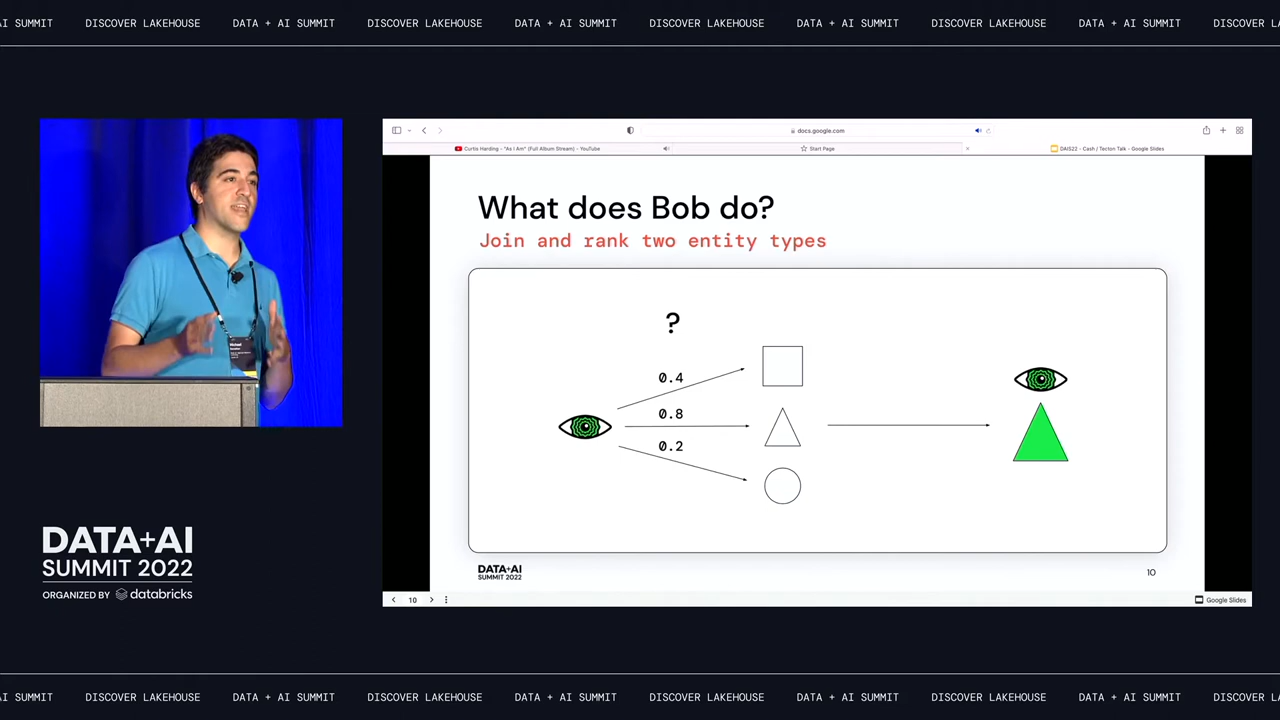 AI SUMMIT DISCOVER LAKEHOUSE DATA + AI SUMMIT DISCOVER LAKEHOUSE DATA + AI SUMMIT DISCOVER LAKEHOUSE DATA + AI SUMMIT DISCOVER LAKEHOUSE DATA + AI SUMMIT DISCOVER LA
docs.google.com
Curtis Harding - "As I Am" (Full Album Stream) - YouTube
Start Page
DAIS22 - Cash / Tecton Talk - Google Slides
What does Bob do?
Join and rank two entity types
?
0.4
0.8
0.2
Michael
DATA+AI
SUMMIT 2022
10
DATA+AI
SUMMIT 2022
ORGANIZED BY databricks
10
Google Slides
AI SUMMIT DISCOVER LAKEHOUSE DATA + AI SUMMIT DISCOVER LAKEHOUSE DATA + AI SUMMIT DISCOVER LAKEHOUSE DATA + AI SUMMIT DISCOVER LAKEHOUSE DATA + AI SUMMIT DISCOVER LA